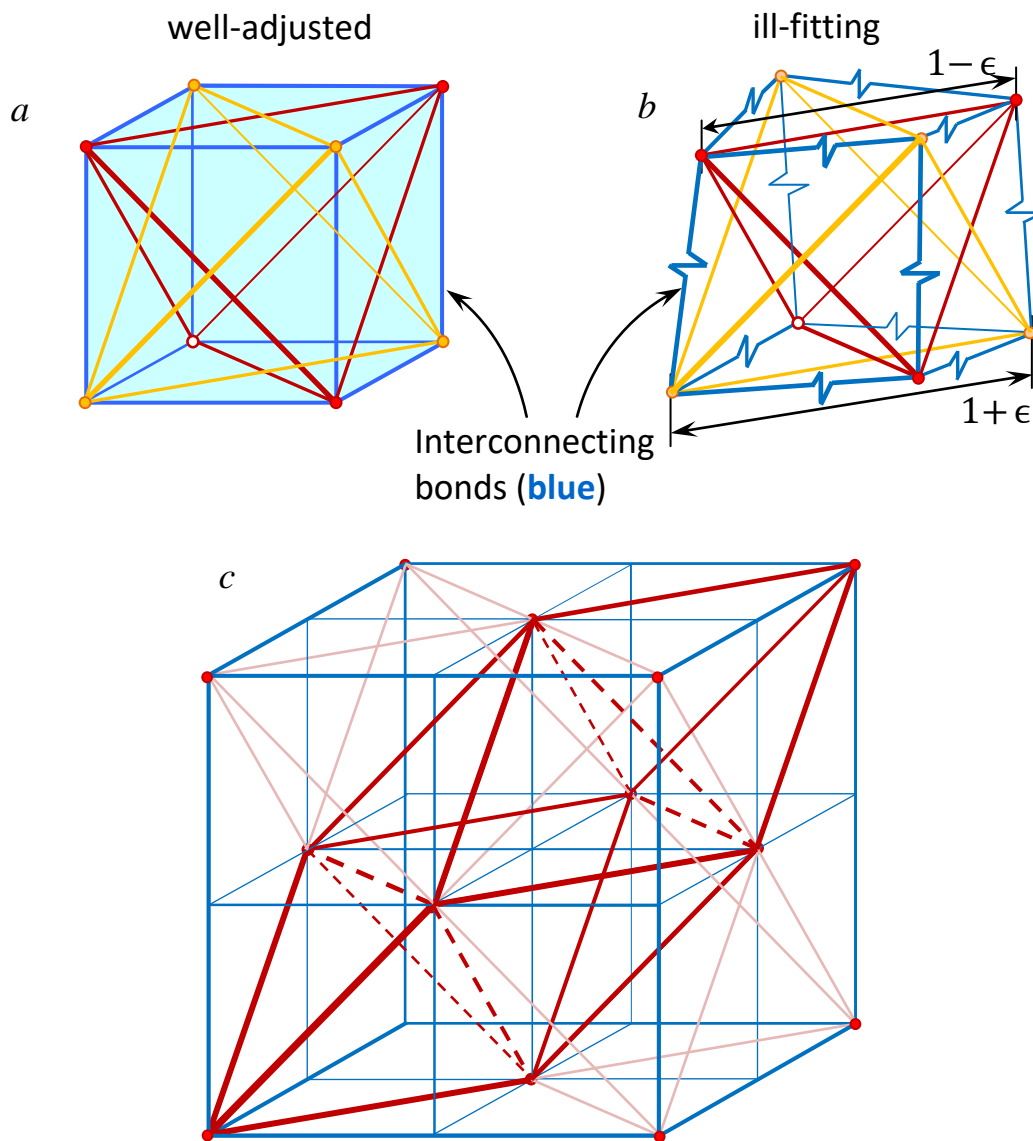 well-adjusted
ill-fitting
a
b
1− ϵ
1+ ϵ
Interconnecting
bonds (blue)
c